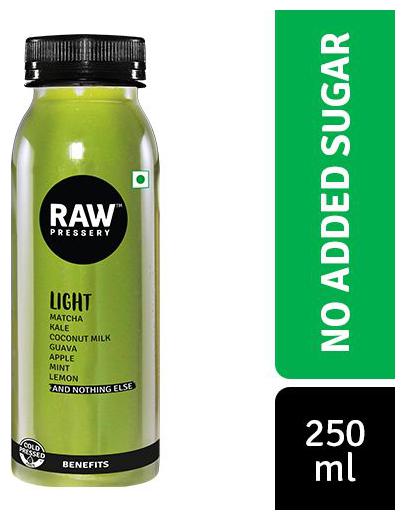 RAW™
PRESSERY
LIGHT
MATCHA
KALE
COCONUT MILK
GUAVA
APPLE
MINT
LEMON
AND NOTHING ELSE
COLD
PRESSED
BENEFITS
NO ADDED SUGAR
250
ml